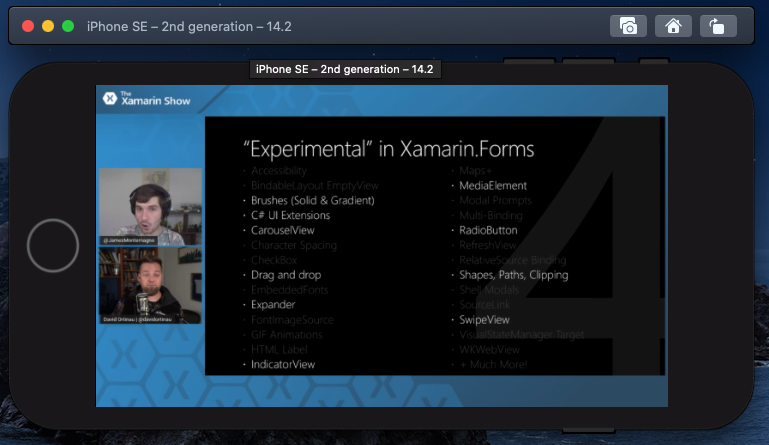 iPhone SE – 2nd generation – 14.2
iPhone SE – 2nd generation – 14.2
The
Xamarin Show
"Experimental" in Xamarin.Forms
· Accessibility
· BindableLayout EmptyView
· Brushes (Solid & Gradient)
· C# UI Extensions
· CarouselView
· Character Spacing
· CheckBox
· Drag and drop
· EmbeddedFonts
· Expander
· FontImageSource
· GIF Animations
· HTML Label
· IndicatorView
· Maps+
· MediaElement
· Modal Prompts
· Multi-Binding
· RadioButton
· RefreshView
· RelativeSource Binding
· Shapes, Paths, Clipping
· Shell Modals
· SourceLink
· SwipeView
· VisualStateManager Target
· WKWebView
· + Much More!
4
@JamesMontemagno
David Ortinau | @davidortinau